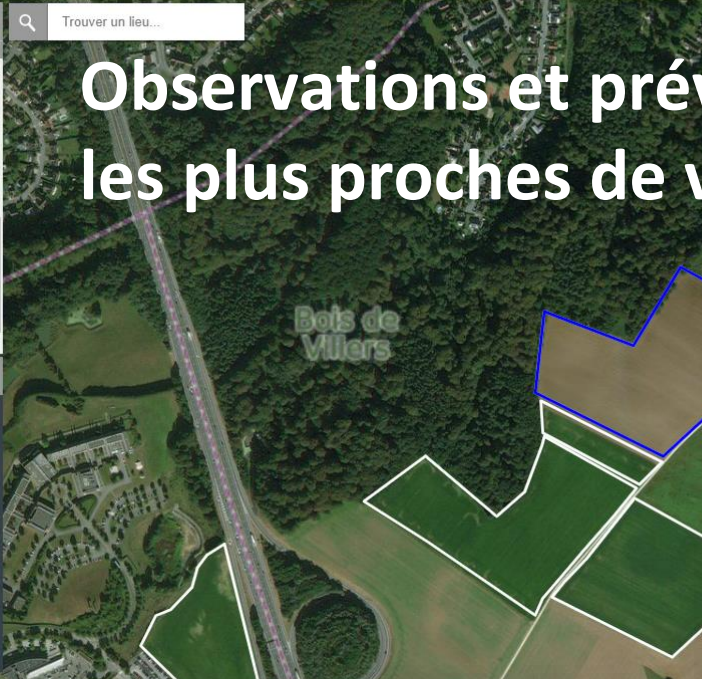 Trouver un lieu...
Observations et prév
les plus proches de v
Bois de
Villers